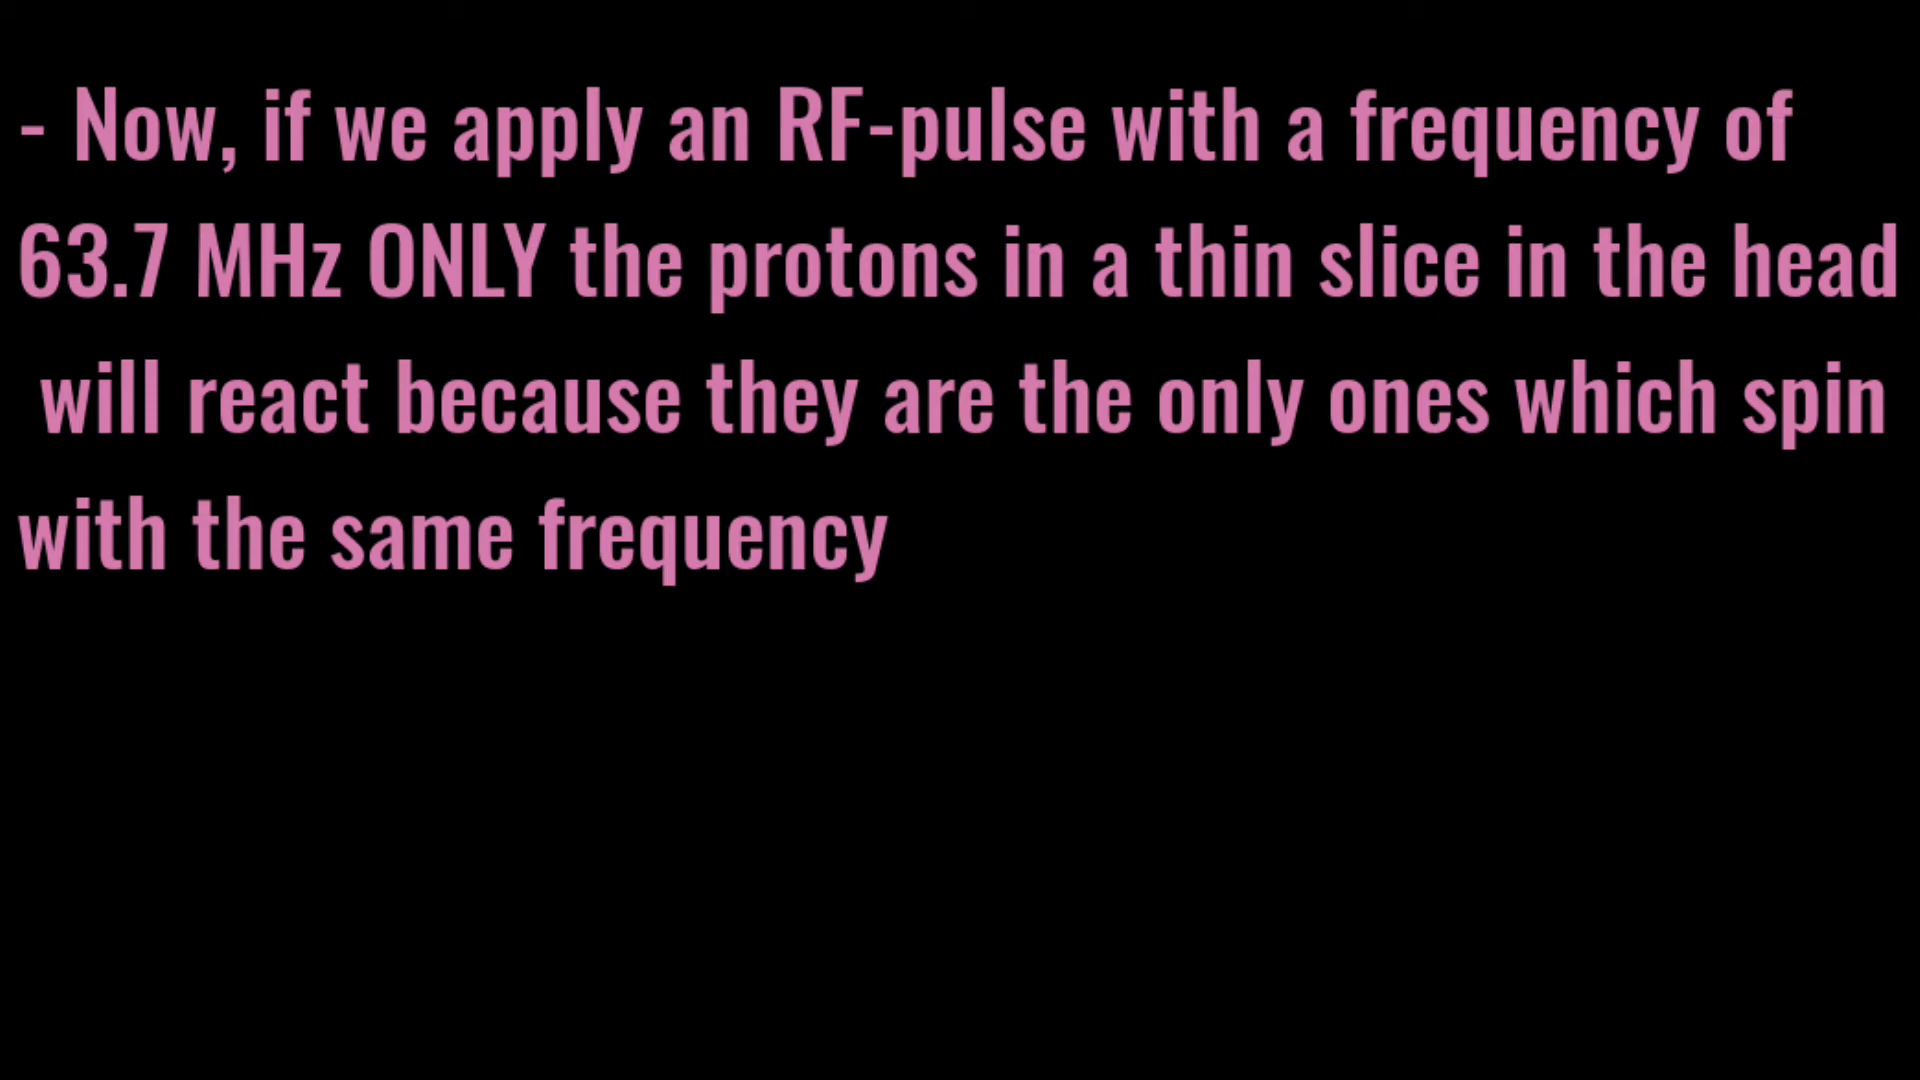 - Now, if we apply an RF-pulse with a frequency of
63.7 MHz ONLY the protons in a thin slice in the head
will react because they are the only ones which spin
with the same frequency